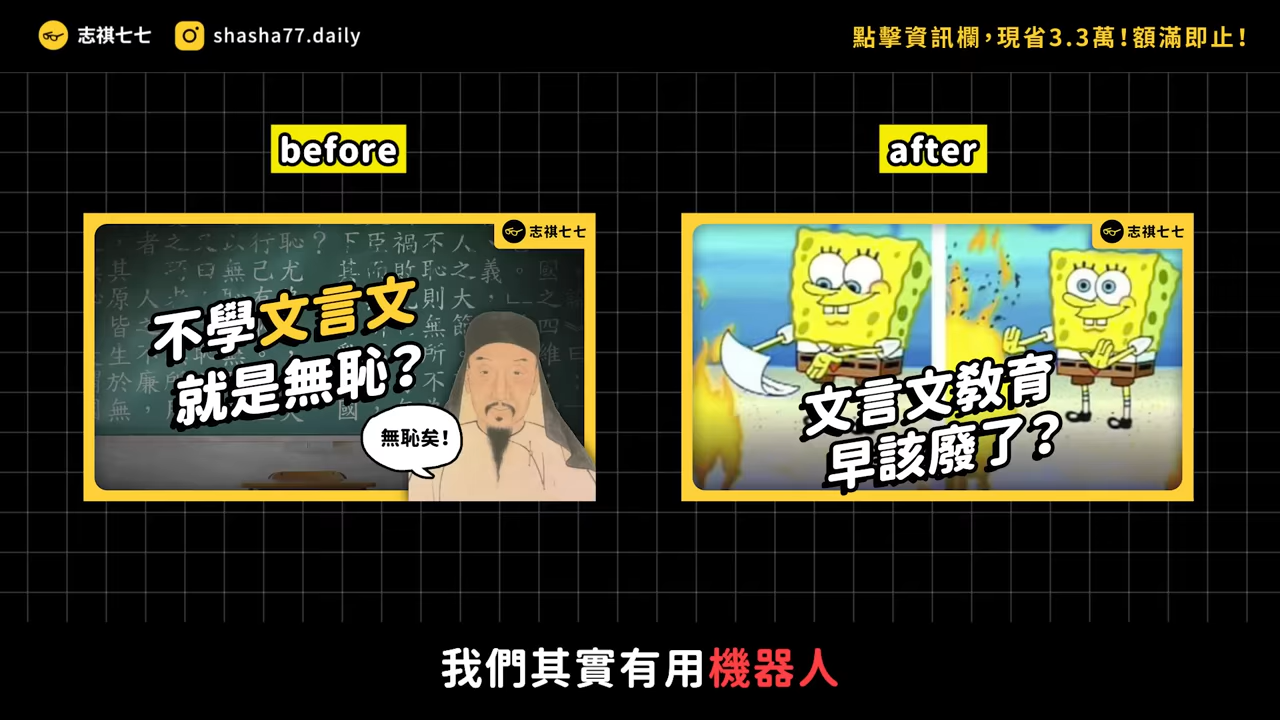 志祺七七
shasha77.daily
點擊資訊欄，現省3.3萬！額滿即止！
before
after
志祺七七
不學文言文
就是無恥？
無恥矣！
志祺七七
文言文教育
早該廢了？
我們其實有用機器人